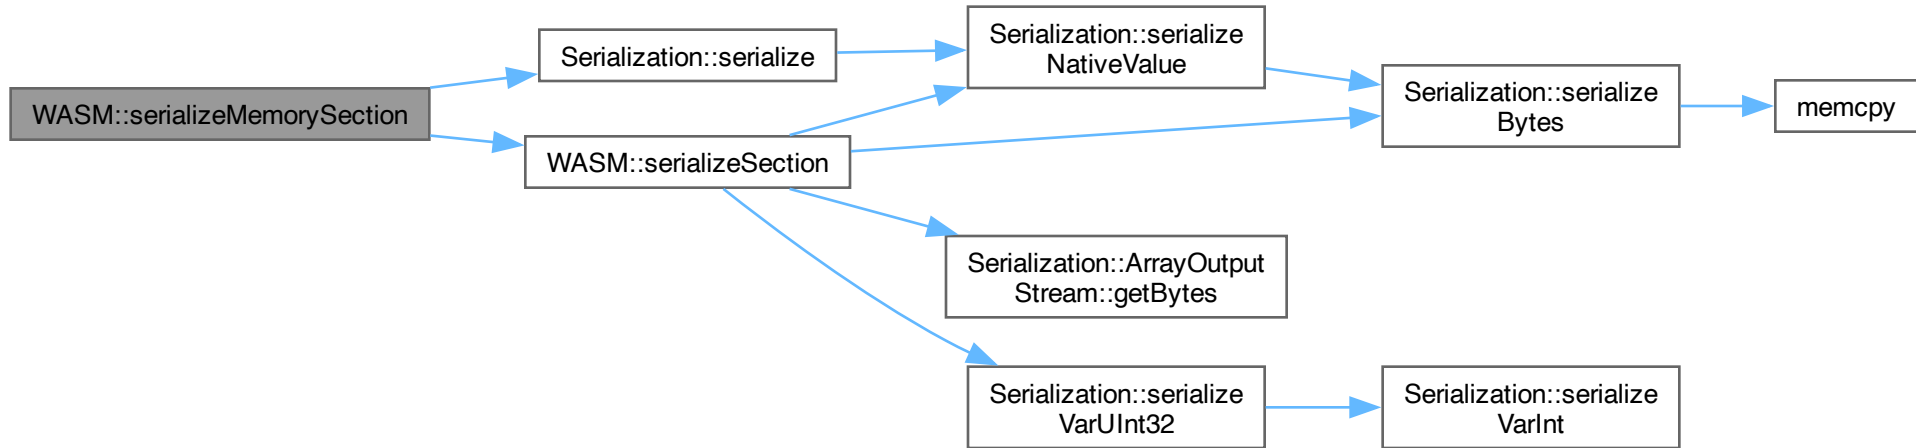 WASM::serializeMemorySection
Serialization::serialize
WASM::serializeSection
Serialization::serialize
NativeValue
Serialization::ArrayOutput
Stream::getBytes
Serialization::serialize
VarUInt32
Serialization::serialize
Bytes
Serialization::serialize
VarInt
memcpy